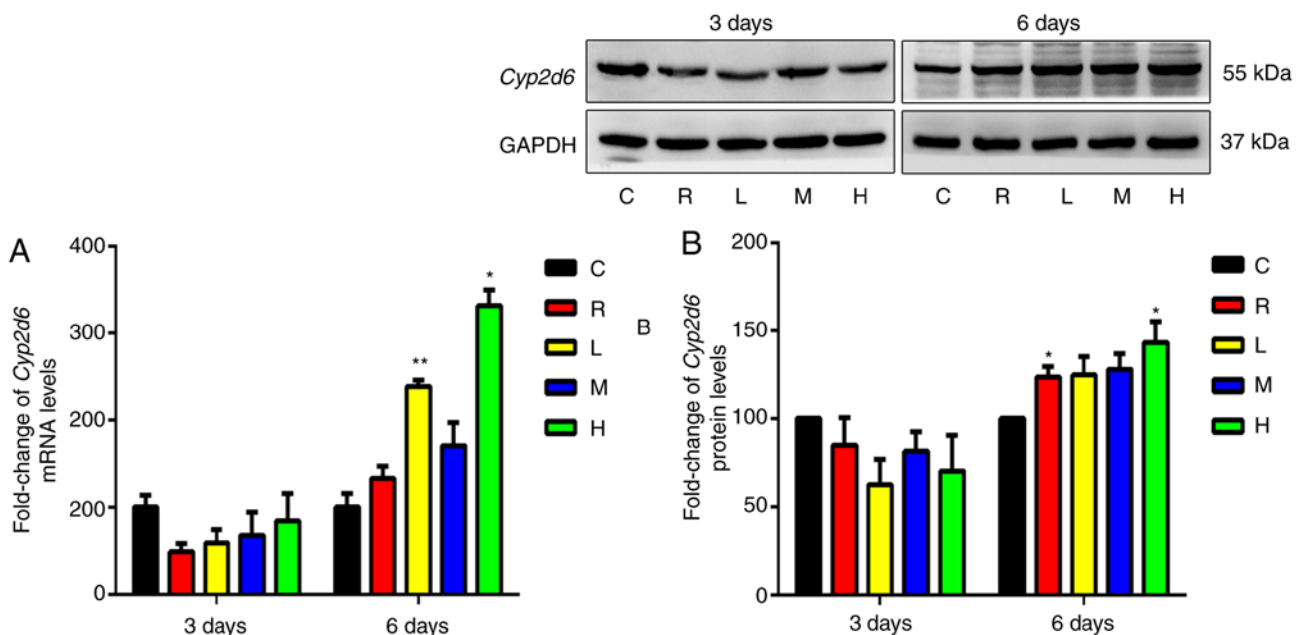 3 days 6 days
Cyp2d6 55 kDa
GAPDH 37 kDa
C R L M H C R L M H
A
400
300
200
200
0
Fold-change of Cyp2d6
mRNA levels
** *
3 days 6 days
C
R
L
M
H
B
B
200
150
100
50
0
Fold-change of Cyp2d6
protein levels
* *
3 days 6 days
C
R
L
M
H